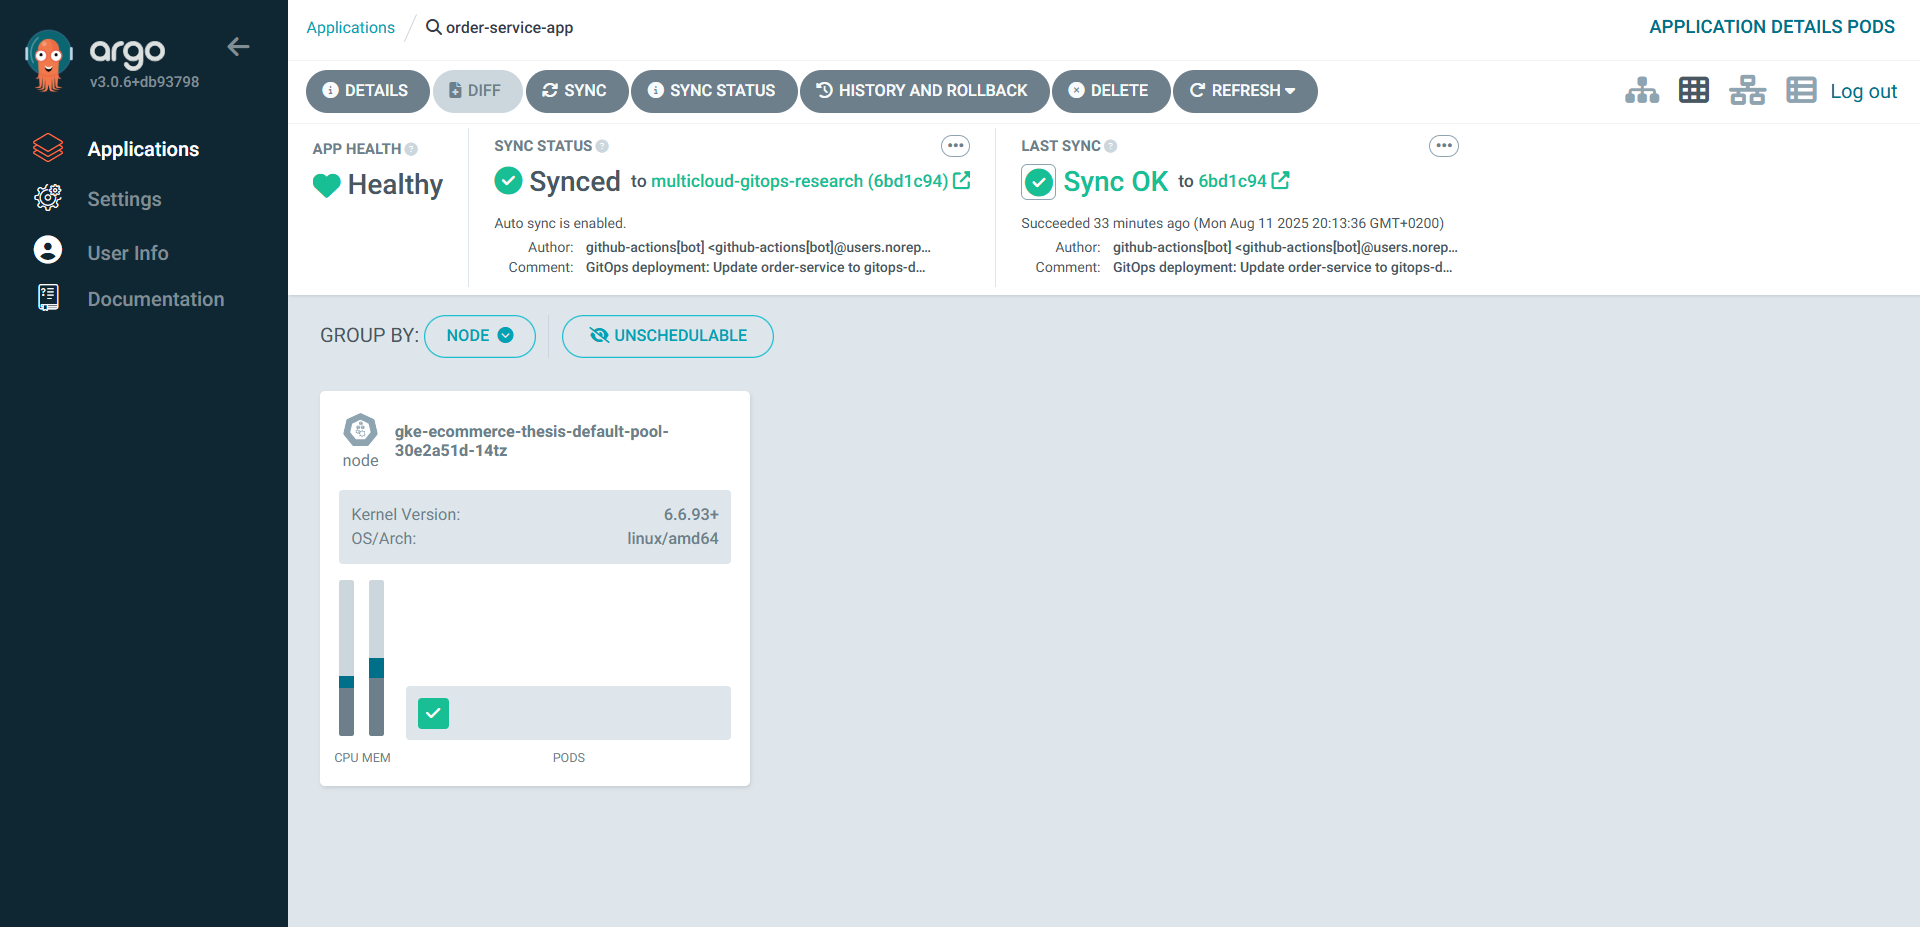 argo
v3.0.6+db93798
Applications
Settings
User Info
Documentation
Applications / order-service-app
APPLICATION DETAILS PODS
DETAILS DIFF SYNC SYNC STATUS HISTORY AND ROLLBACK DELETE REFRESH
Log out
APP HEALTH
Healthy
SYNC STATUS
Synced to multicloud-gitops-research (6bd1c94)
Auto sync is enabled.
Author: github-actions[bot] <github-actions[bot]@users.norep...
Comment: GitOps deployment: Update order-service to gitops-d...
LAST SYNC
Sync OK to 6bd1c94
Succeeded 33 minutes ago (Mon Aug 11 2025 20:13:36 GMT+0200)
Author: github-actions[bot] <github-actions[bot]@users.norep...
Comment: GitOps deployment: Update order-service to gitops-d...
GROUP BY: NODE UNSCHEDULABLE
node
gke-ecommerce-thesis-default-pool-
30e2a51d-14tz
Kernel Version: 6.6.93+
OS/Arch: linux/amd64
CPU MEM PODS